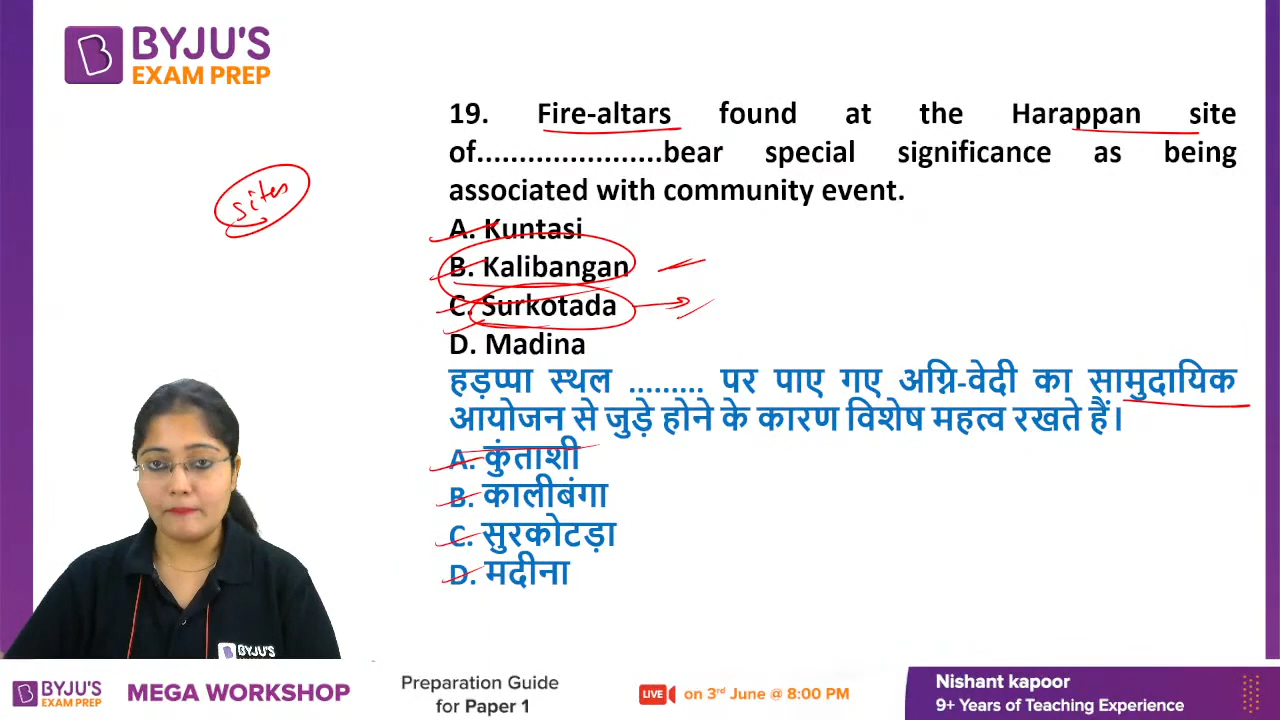 BYJU'S
EXAM PREP
19. Fire-altars found at the Harappan site
of......................bear special significance as being
associated with community event.
sites
A. Kuntasi
B. Kalibangan
C. Surkotada
D. Madina
हड़प्पा स्थल ......... पर पाए गए अग्नि-वेदी का सामुदायिक
आयोजन से जुड़े होने के कारण विशेष महत्व रखते हैं।
A. कुंताशी
B. कालीबंगा
C. सुरकोटड़ा
D. मदीना
BYJU'S
BYJU'S
EXAM PREP
MEGA WORKSHOP
Preparation Guide
for Paper 1
LIVE on 3rd June @ 8:00 PM
Nishant kapoor
9+ Years of Teaching Experience